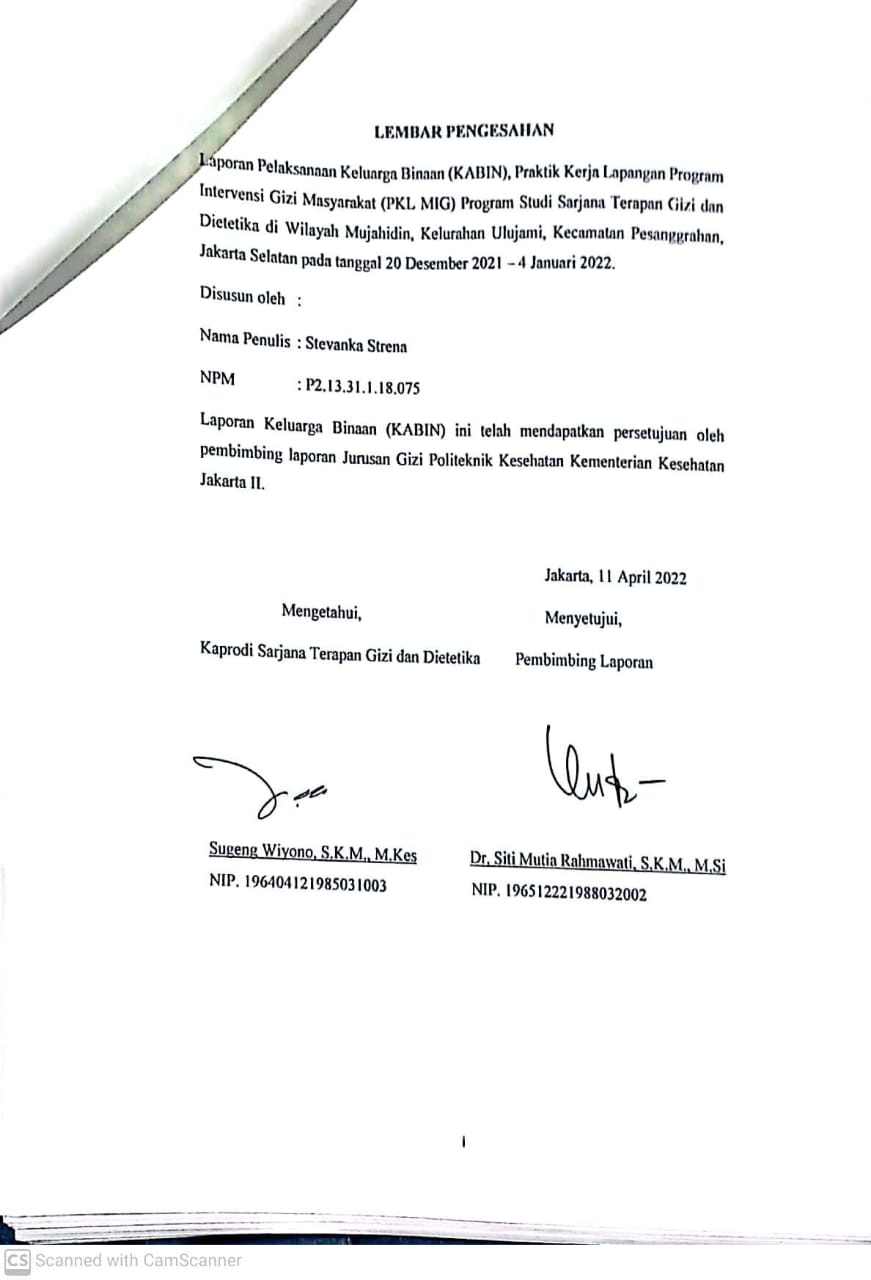 LEMBAR PENGESAHAN
Laporan Pelaksanaan Keluarga Binaan (KABIN), Praktik Kerja Lapangan Program
Intervensi Gizi Masyarakat (PKL MIG) Program Studi Sarjana Terapan Gizi dan
Dietetika di Wilayah Mujahidin, Kelurahan Ulujami, Kecamatan Pesanggrahan,
Jakarta Selatan pada tanggal 20 Desember 2021 – 4 Januari 2022.
Disusun oleh :
Nama Penulis : Stevanka Strena
NPM : P2.13.31.1.18.075
Laporan Keluarga Binaan (KABIN) ini telah mendapatkan persetujuan oleh
pembimbing laporan Jurusan Gizi Politeknik Kesehatan Kementerian Kesehatan
Jakarta II.
Jakarta, 11 April 2022
Mengetahui, Menyetujui,
Kaprodi Sarjana Terapan Gizi dan Dietetika Pembimbing Laporan
Sugeng Wiyono, S.K.M., M.Kes Dr. Siti Mutia Rahmawati, S.K.M., M.Si
NIP. 196404121985031003 NIP. 196512221988032002
i
CS Scanned with CamScanner